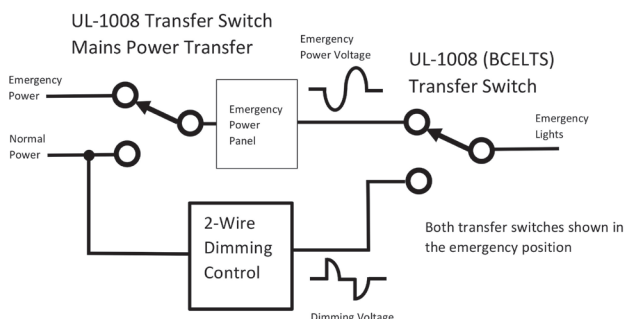 UL-1008 Transfer Switch
Mains Power Transfer
Emergency
Power Voltage
UL-1008 (BCELTS)
Transfer Switch
Emergency
Power
Emergency
Power
Panel
Emergency
Lights
Normal
Power
2-Wire
Dimming
Control
Both transfer switches shown in
the emergency position
Dimming Voltage